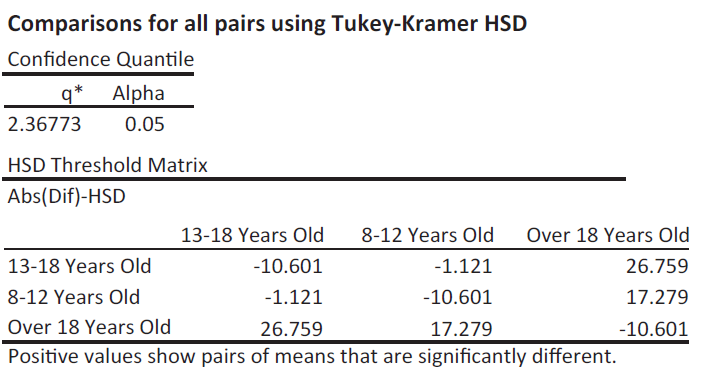 Comparisons for all pairs using Tukey-Kramer HSD
Confidence Quantile
q* Alpha
2.36773 0.05
HSD Threshold Matrix
Abs(Dif)-HSD
13-18 Years Old 8-12 Years Old Over 18 Years Old
13-18 Years Old -10.601 -1.121 26.759
8-12 Years Old -1.121 -10.601 17.279
Over 18 Years Old 26.759 17.279 -10.601
Positive values show pairs of means that are significantly different.